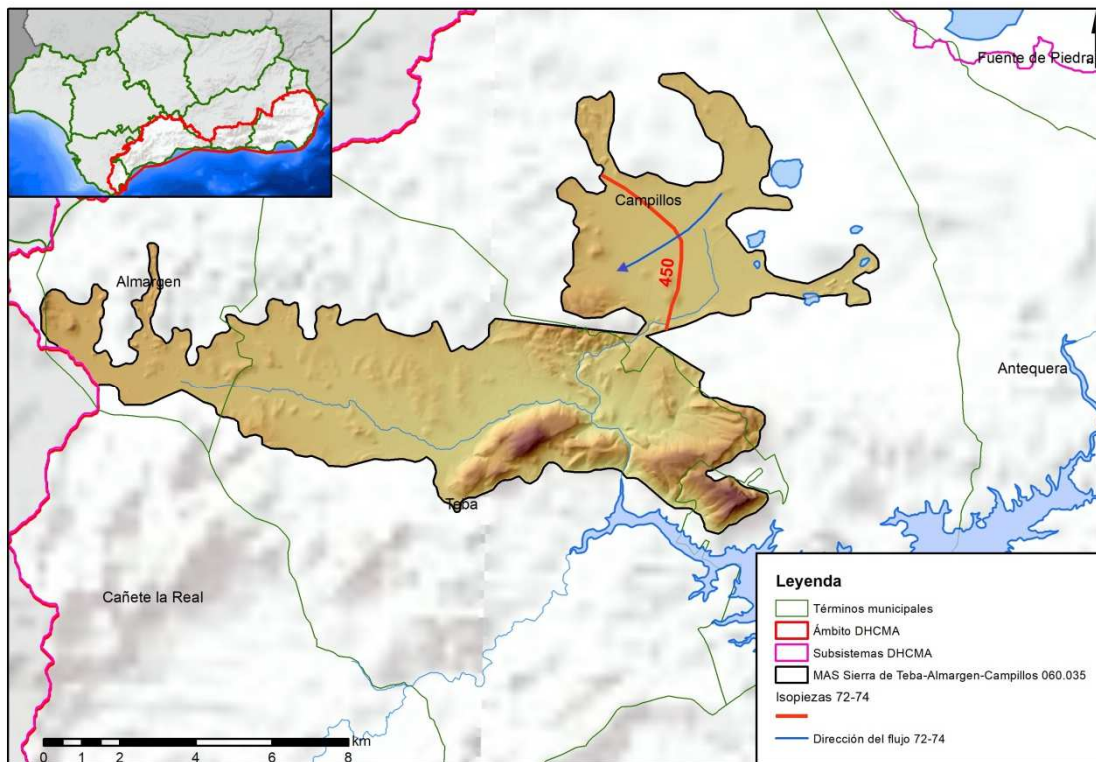 Fuente de Piedra
Campillos
450
Almargen
Antequera
Teba
Cañete la Real
0 1 2 4 6 8
km
Leyenda
Términos municipales
Ámbito DHCMA
Subsistemas DHCMA
MAS Sierra de Teba-Almargen-Campillos 060.035
Isopiezas 72-74
Dirección del flujo 72-74